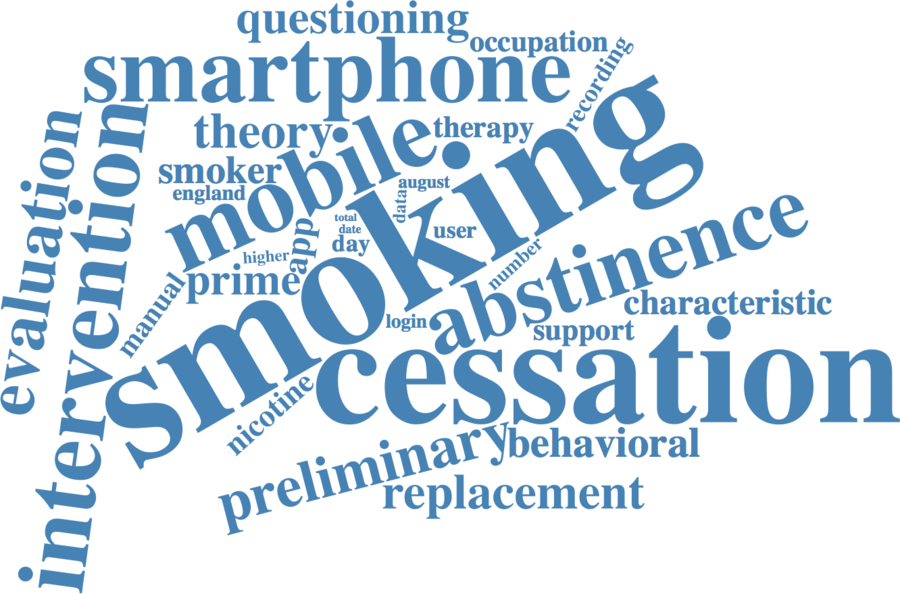 questioning
occupation
recording
smartphone
theory
therapy
mobile
smoker
england
evaluation
intervention
smoking
august
data
total
date
day
user
app
higher
prime
manual
number
abstinence
characteristic
login
support
cessation
nicotine
preliminary
behavioral
replacement